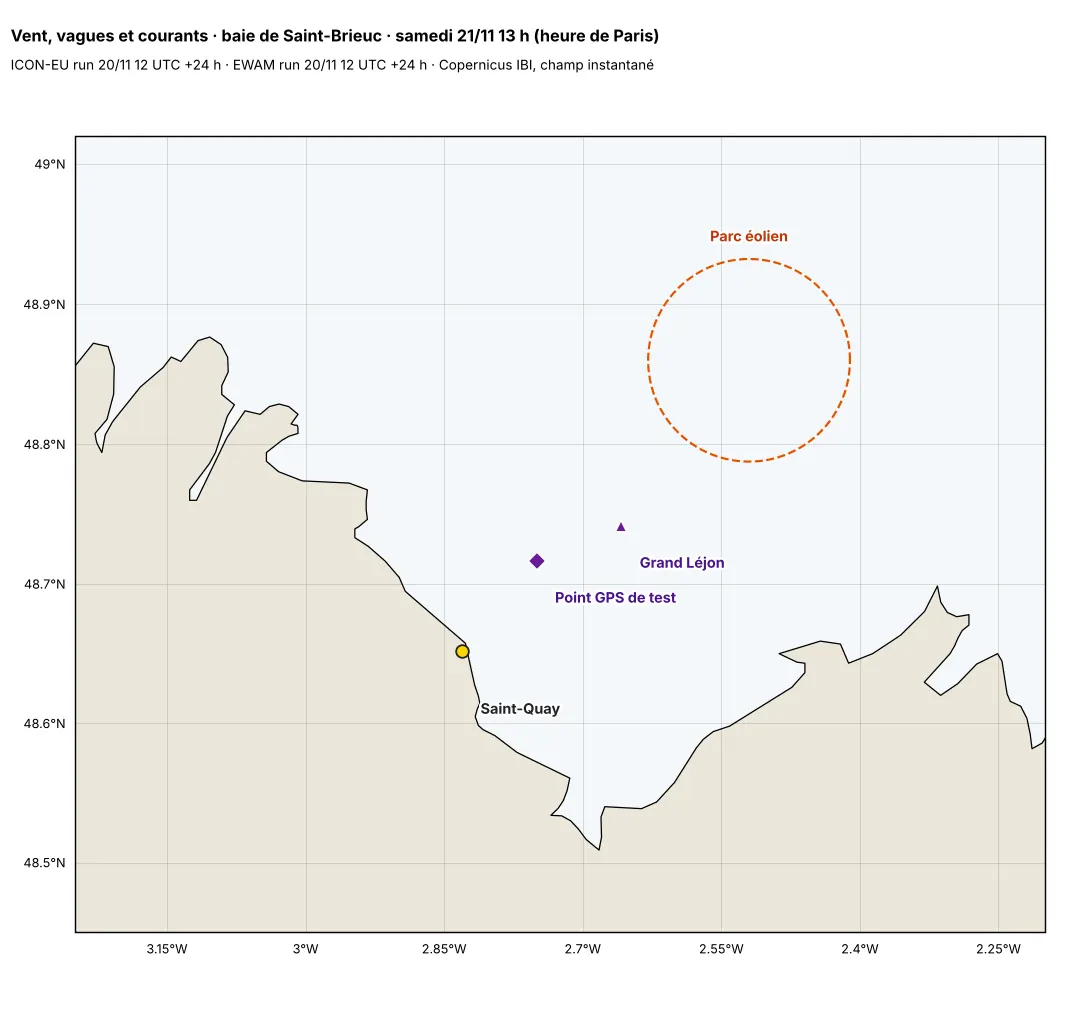 Vent, vagues et courants · baie de Saint-Brieuc · samedi 21/11 13 h (heure de Paris)
ICON-EU run 20/11 12 UTC +24 h · EWAM run 20/11 12 UTC +24 h · Copernicus IBI, champ instantané
49°N
Parc éolien
48.9°N
48.8°N
Grand Léjon
48.7°N
Point GPS de test
Saint-Quay
48.6°N
48.5°N
3.15°W
3°W
2.85°W
2.7°W
2.55°W
2.4°W
2.25°W